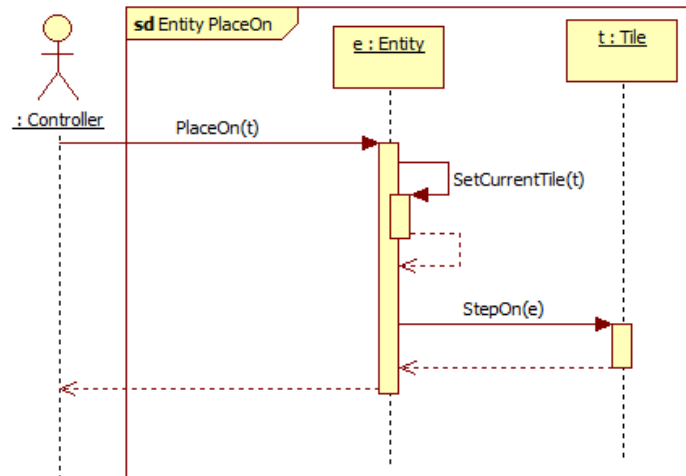 sd Entity PlaceOn
e : Entity
t : Tile
: Controller
PlaceOn(t)
SetCurrentTile(t)
StepOn(e)